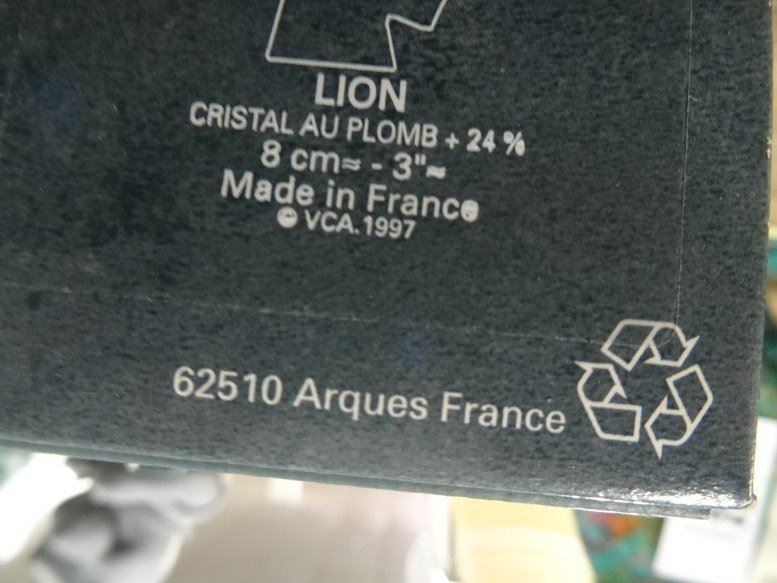 LION
CRISTAL AU PLOMB + 24 %
8 cm≈ - 3"≈
Made in France
© VCA. 1997
62510 Arques France